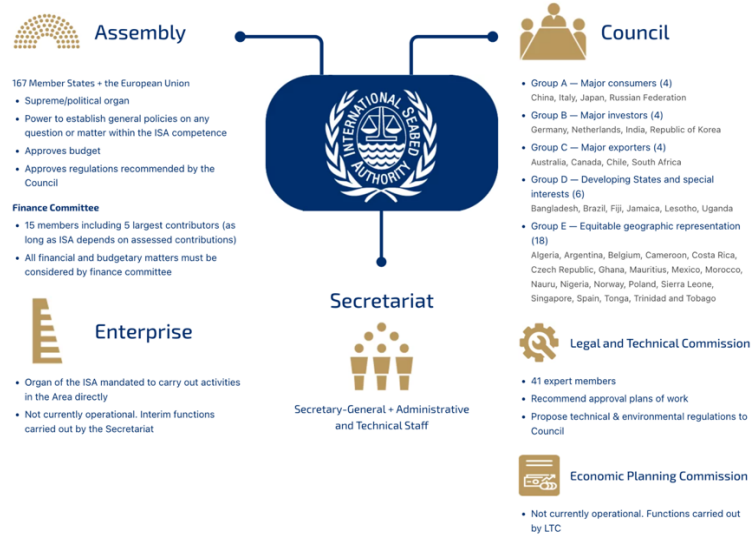 Assembly
167 Member States + the European Union
• Supreme/political organ
• Power to establish general policies on any
question or matter within the ISA competence
• Approves budget
• Approves regulations recommended by the
Council
Finance Committee
• 15 members including 5 largest contributors (as
long as ISA depends on assessed contributions)
• All financial and budgetary matters must be
considered by finance committee
Enterprise
• Organ of the ISA mandated to carry out activities
in the Area directly
• Not currently operational. Interim functions
carried out by the Secretariat
INTERNATIONAL SEABED
AUTHORITY
Secretariat
Secretary-General + Administrative
and Technical Staff
Council
• Group A — Major consumers (4)
China, Italy, Japan, Russian Federation
• Group B — Major investors (4)
Germany, Netherlands, India, Republic of Korea
• Group C — Major exporters (4)
Australia, Canada, Chile, South Africa
• Group D — Developing States and special
interests (6)
Bangladesh, Brazil, Fiji, Jamaica, Lesotho, Uganda
• Group E — Equitable geographic representation
(18)
Algeria, Argentina, Belgium, Cameroon, Costa Rica,
Czech Republic, Ghana, Mauritius, Mexico, Morocco,
Nauru, Nigeria, Norway, Poland, Sierra Leone,
Singapore, Spain, Tonga, Trinidad and Tobago
Legal and Technical Commission
• 41 expert members
• Recommend approval plans of work
• Propose technical & environmental regulations to
Council
Economic Planning Commission
• Not currently operational. Functions carried out
by LTC